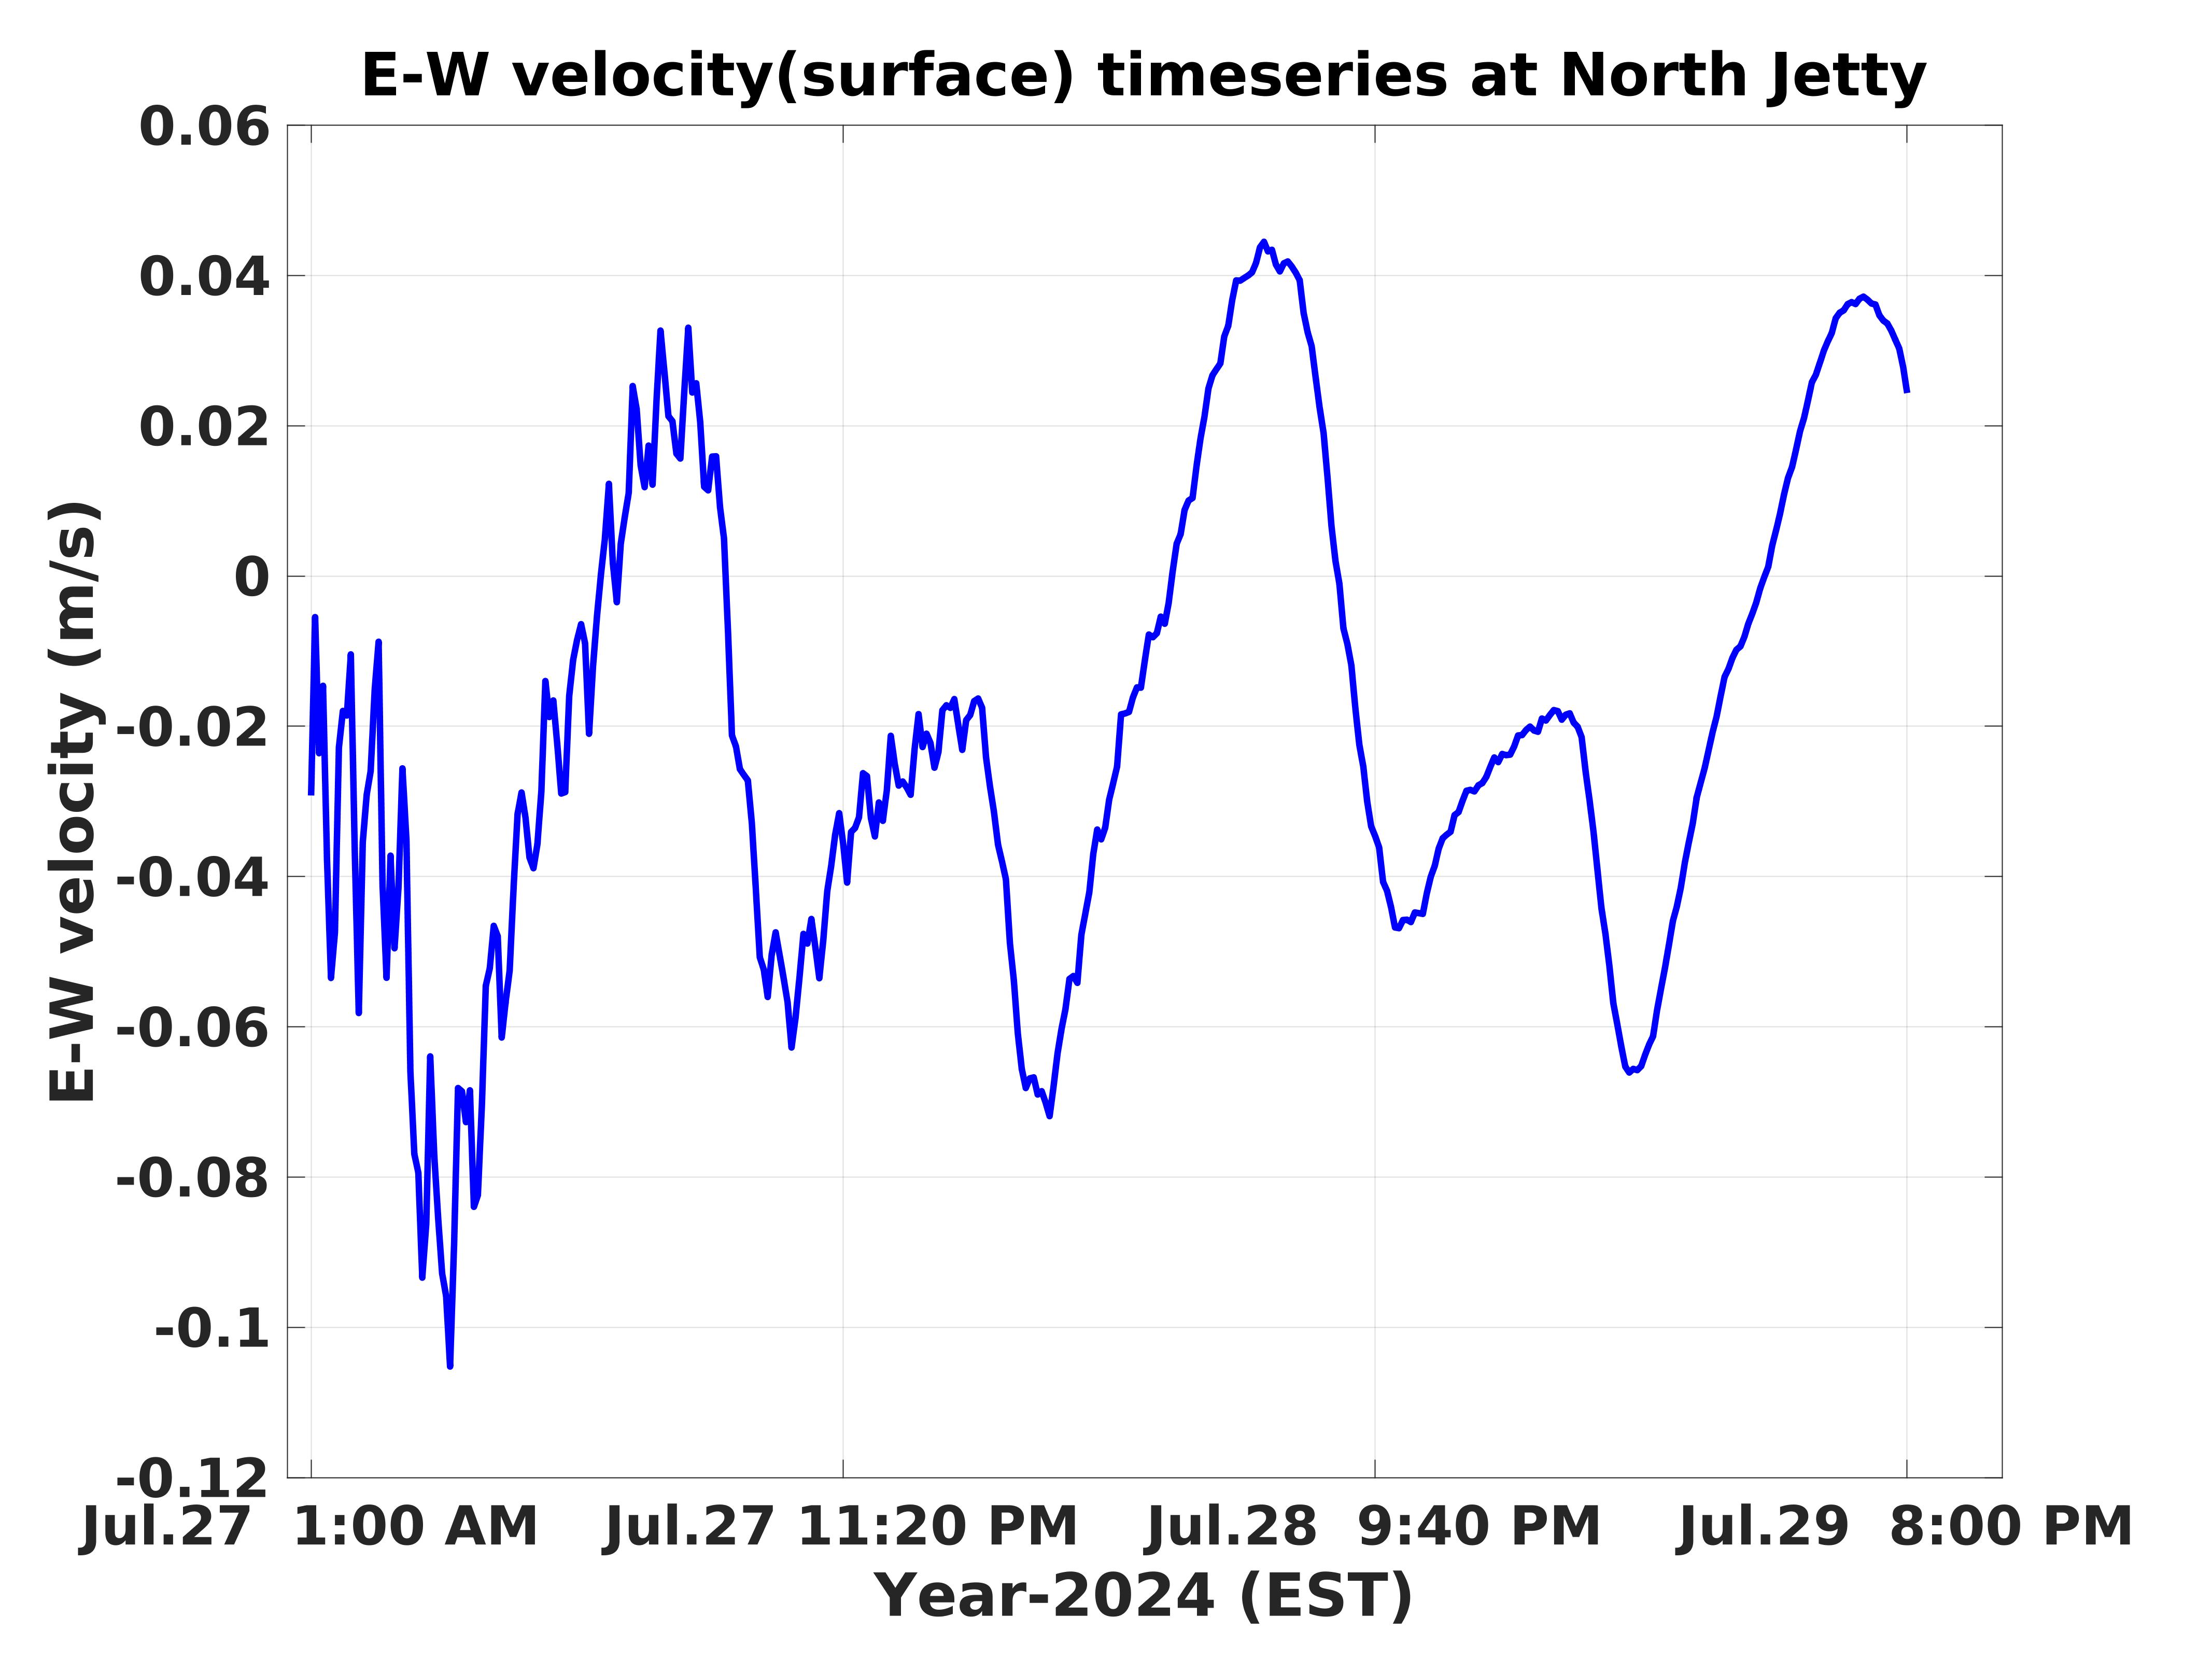 E-W velocity(surface) timeseries at North Jetty
E-W velocity (m/s)
0.06
0.04
0.02
0
-0.02
-0.04
-0.06
-0.08
-0.1
-0.12
Jul.27 1:00 AM Jul.27 11:20 PM Jul.28 9:40 PM Jul.29 8:00 PM
Year-2024 (EST)